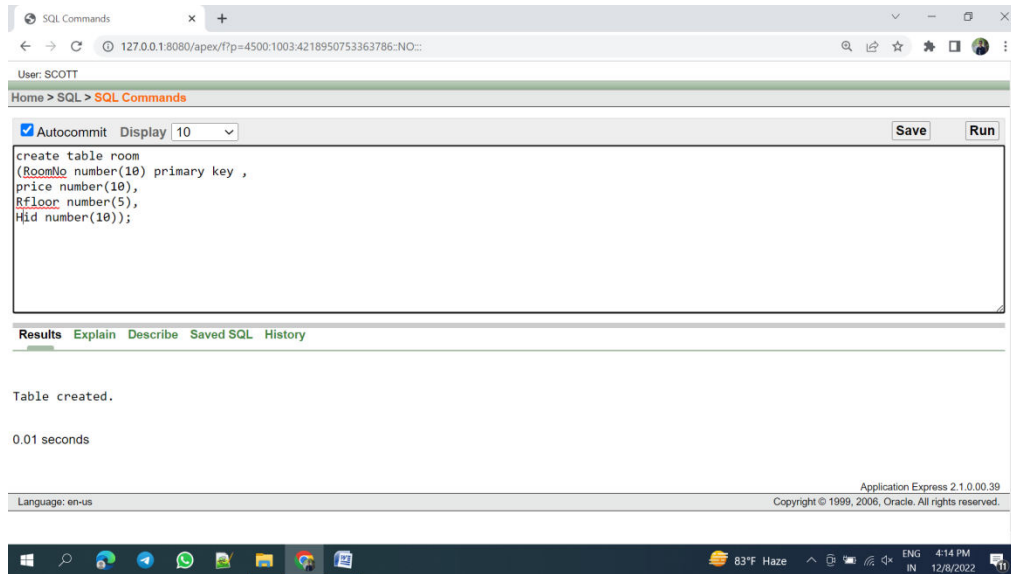 SQL Commands
127.0.0.1:8080/apex/f?p=4500:1003:4218950753363786::NO:::
User: SCOTT
Home > SQL > SQL Commands
Autocommit Display 10 Save Run
create table room
(RoomNo number(10) primary key ,
price number(10),
Rfloor number(5),
Hid number(10));
Results Explain Describe Saved SQL History
Table created.
0.01 seconds
Application Express 2.1.0.00.39
Language: en-us Copyright © 1999, 2006, Oracle. All rights reserved.
83°F Haze ENG 4:14 PM
IN 12/8/2022 11